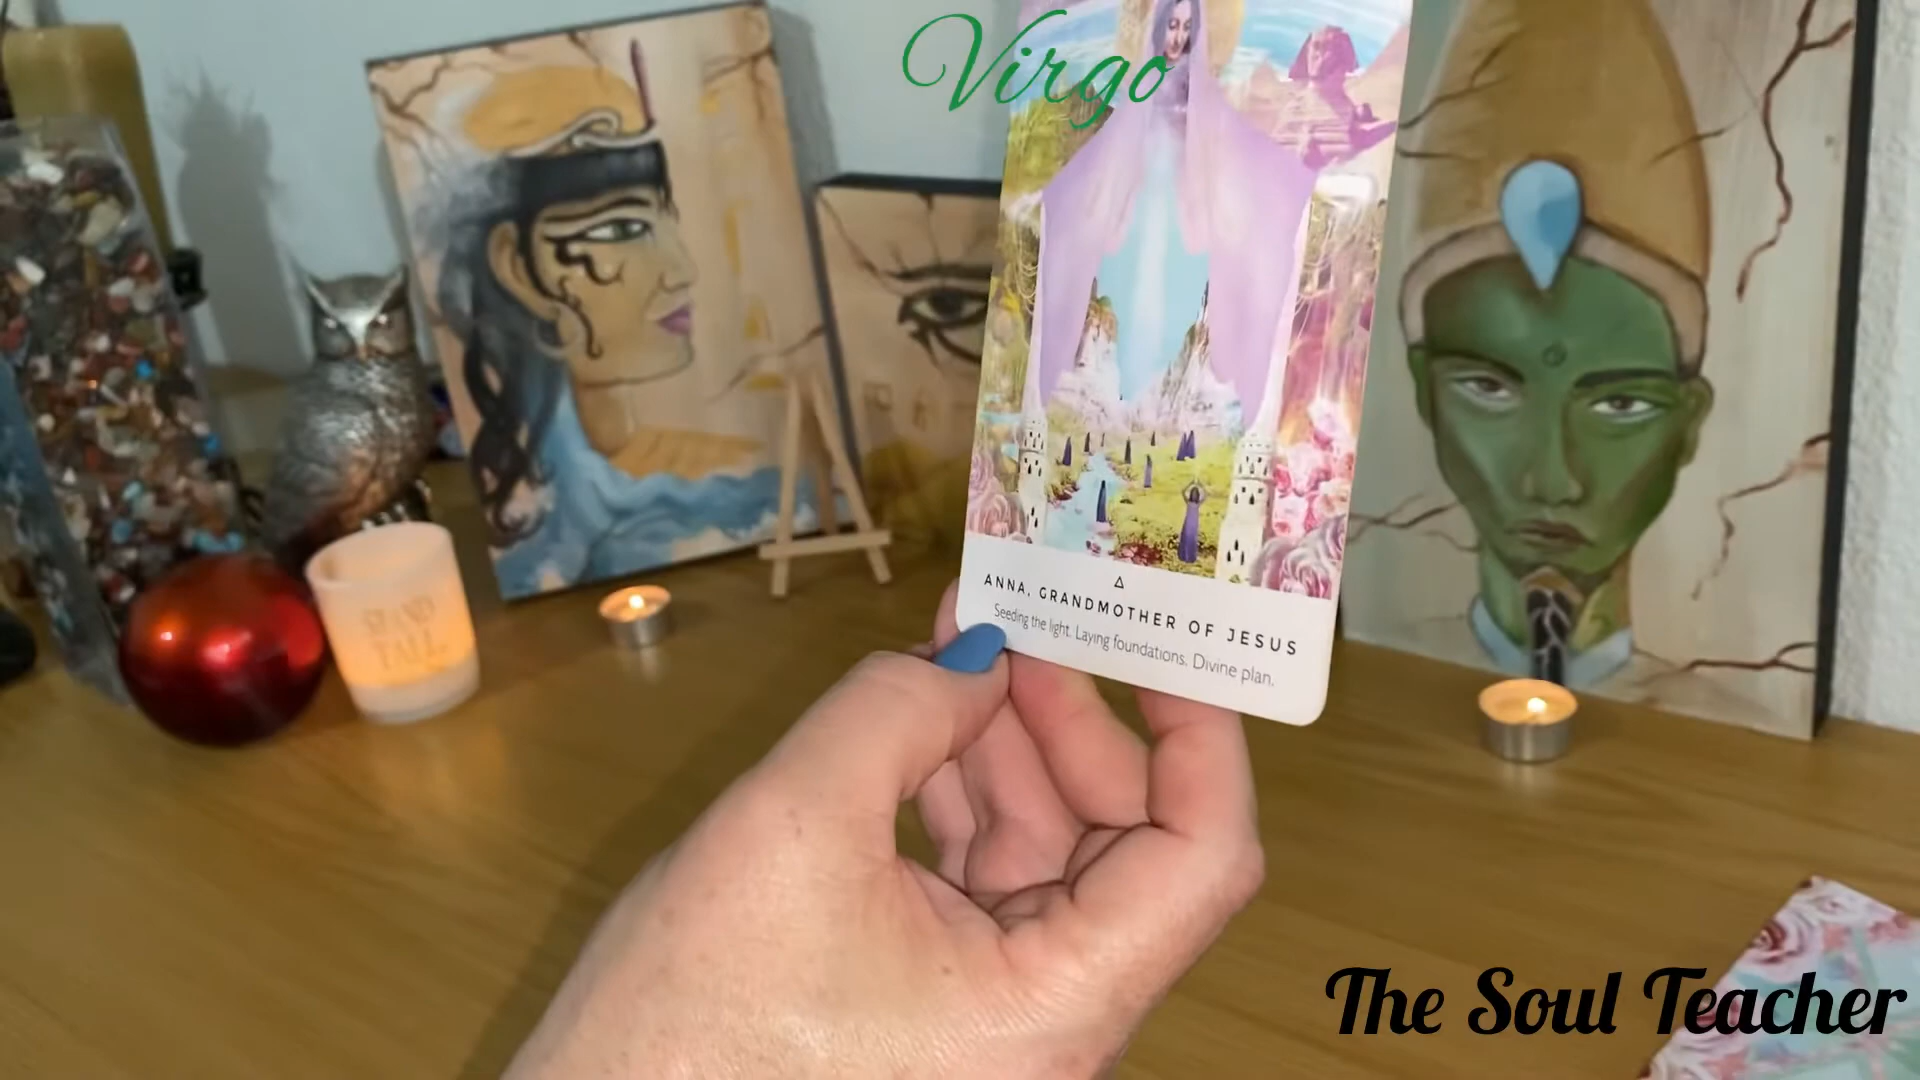 Virgo
STAND
TALL
ANNA, GRANDMOTHER OF JESUS
Seeding the light. Laying foundations. Divine plan.
The Soul Teacher